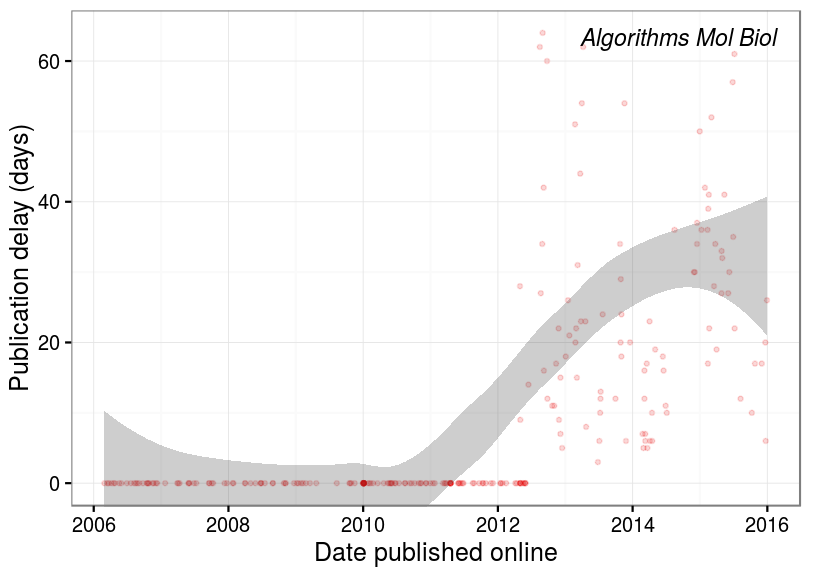 Algorithms Mol Biol
Publication delay (days)
60
40
20
0
2006 2008 2010 2012 2014 2016
Date published online